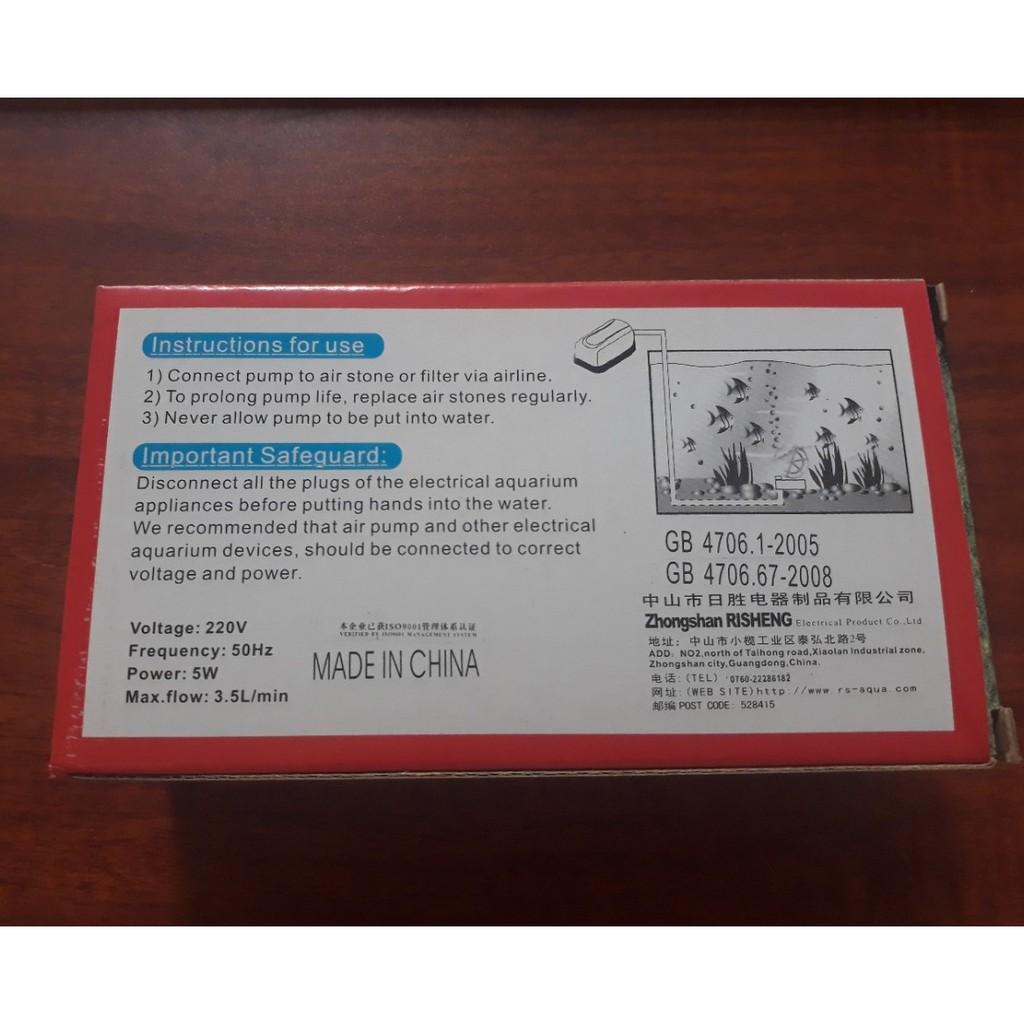 Instructions for use
1) Connect pump to air stone or filter via airline.
2) To prolong pump life, replace air stones regularly.
3) Never allow pump to be put into water.
Important Safeguard:
Disconnect all the plugs of the electrical aquarium
appliances before putting hands into the water.
We recommended that air pump and other electrical
aquarium devices, should be connected to correct
voltage and power.
Voltage: 220V
Frequency: 50Hz
Power: 5W
Max.flow: 3.5L/min
本企业已获ISO9001管理体系认证
VERIFIED BY ISO9001 MANAGEMENT SYSTEM
MADE IN CHINA
GB 4706.1-2005
GB 4706.67-2008
中山市日胜电器制品有限公司
Zhongshan RISHENG Electrical Product Co.,Ltd
地址: 中山市小榄工业区泰弘北路2号
ADD: NO2,north of Taihong road,Xiaolan Industrial zone,
Zhongshan city,Guangdong,China.
电话:(TEL) 0760-22286182
网址:(WEB SITE)http://www.rs-aqua.com
邮编 POST CODE: 528415